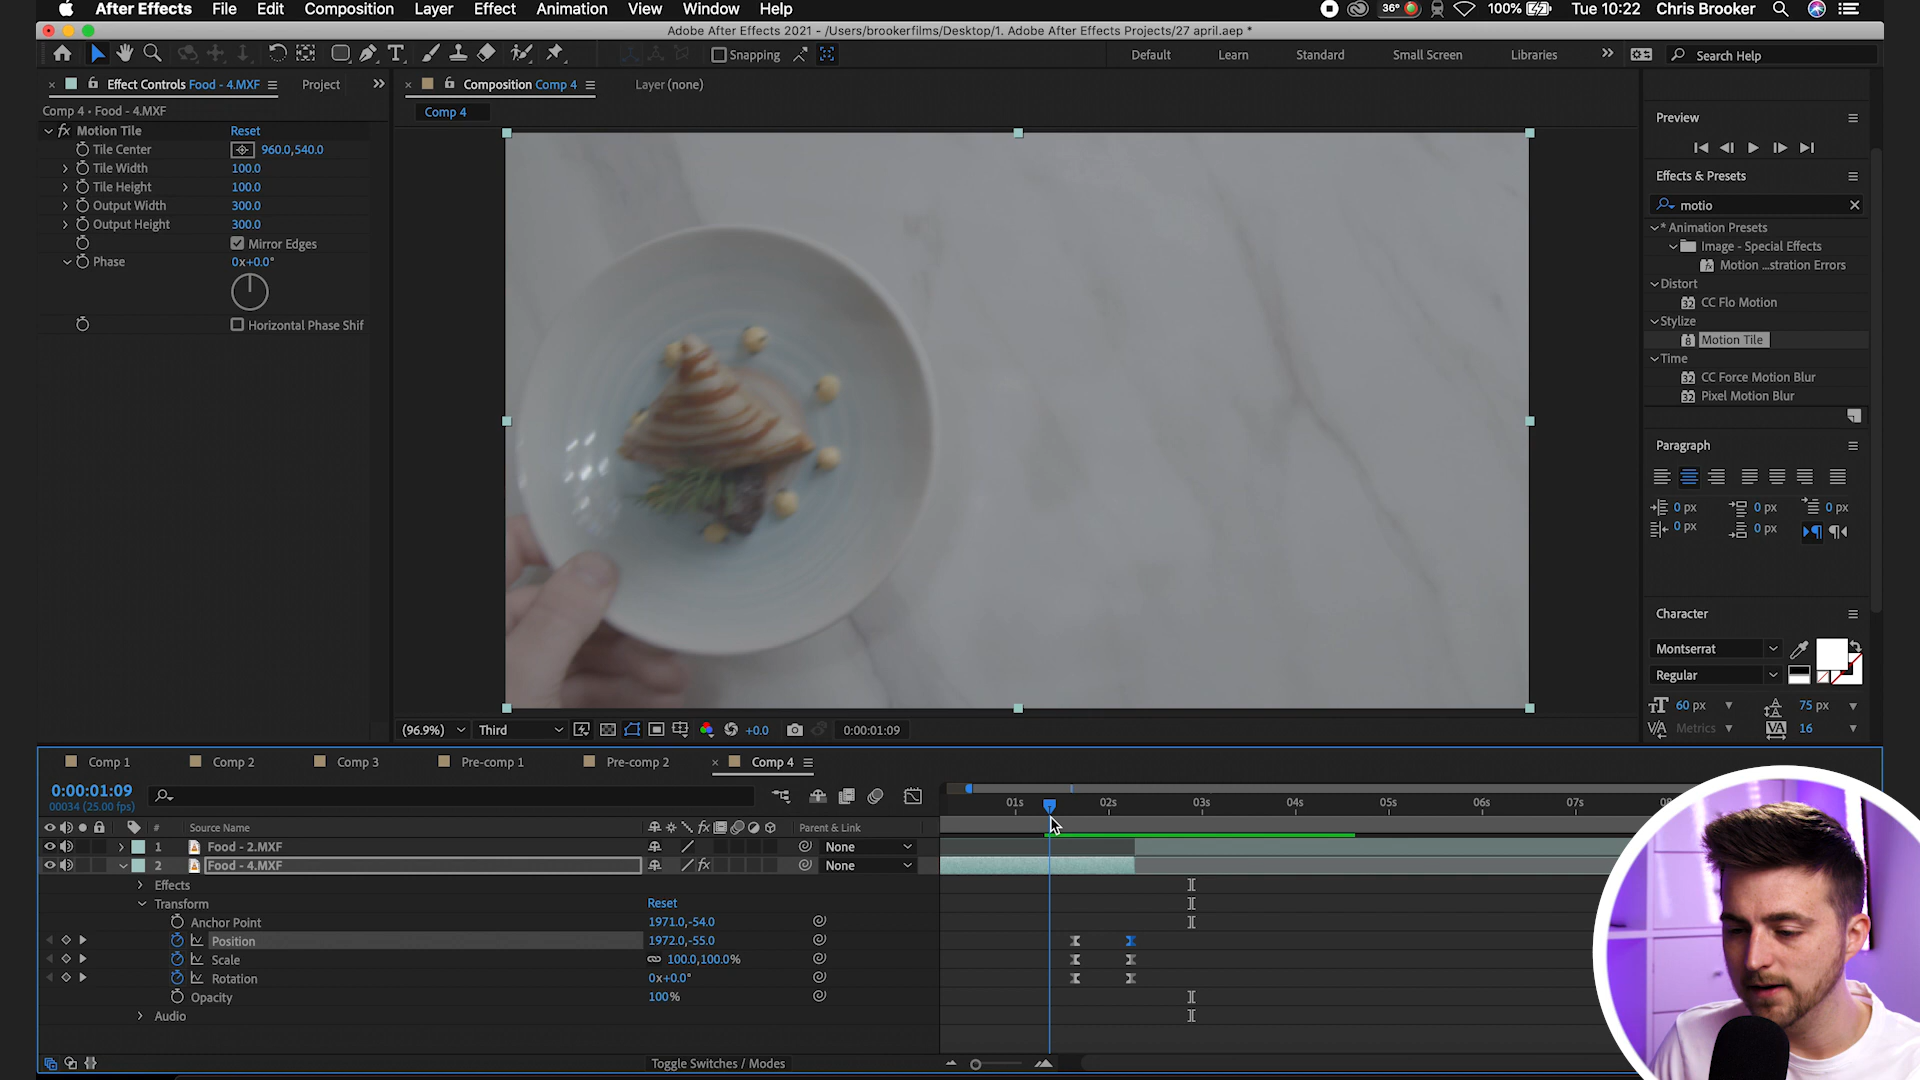 After Effects File Edit Composition Layer Effect Animation View Window Help 36° 100% Tue 10:22 Chris Brooker
Adobe After Effects 2021 - /Users/brookerfilms/Desktop/1. Adobe After Effects Projects/27 april.aep *
Snapping Default Learn Standard Small Screen Libraries Search Help
Effect Controls Food - 4.MXF Project
Composition Comp 4 Layer (none)
Comp 4 • Food - 4.MXF
Comp 4
fx Motion Tile Reset
Tile Center 960.0,540.0
Tile Width 100.0
Tile Height 100.0
Output Width 300.0
Output Height 300.0
Mirror Edges
Phase 0x+0.0°
Horizontal Phase Shif
Preview
Effects & Presets
motio
* Animation Presets
Image - Special Effects
Motion ...stration Errors
Distort
CC Flo Motion
Stylize
Motion Tile
Time
CC Force Motion Blur
Pixel Motion Blur
Paragraph
0 px 0 px 0 px
0 px 0 px
Character
Montserrat
Regular
60 px 75 px
Metrics 16
(96.9%) Third +0.0 0:00:01:09
Comp 1 Comp 2 Comp 3 Pre-comp 1 Pre-comp 2 Comp 4
0:00:01:09
00034 (25.00 fps)
01s 02s 03s 04s 05s 06s 07s
# Source Name fx Parent & Link
1 Food - 2.MXF None
2 Food - 4.MXF fx None
Effects
Transform Reset
Anchor Point 1971.0,-54.0
Position 1972.0,-55.0
Scale 100.0,100.0%
Rotation 0x+0.0°
Opacity 100%
Audio
Toggle Switches / Modes